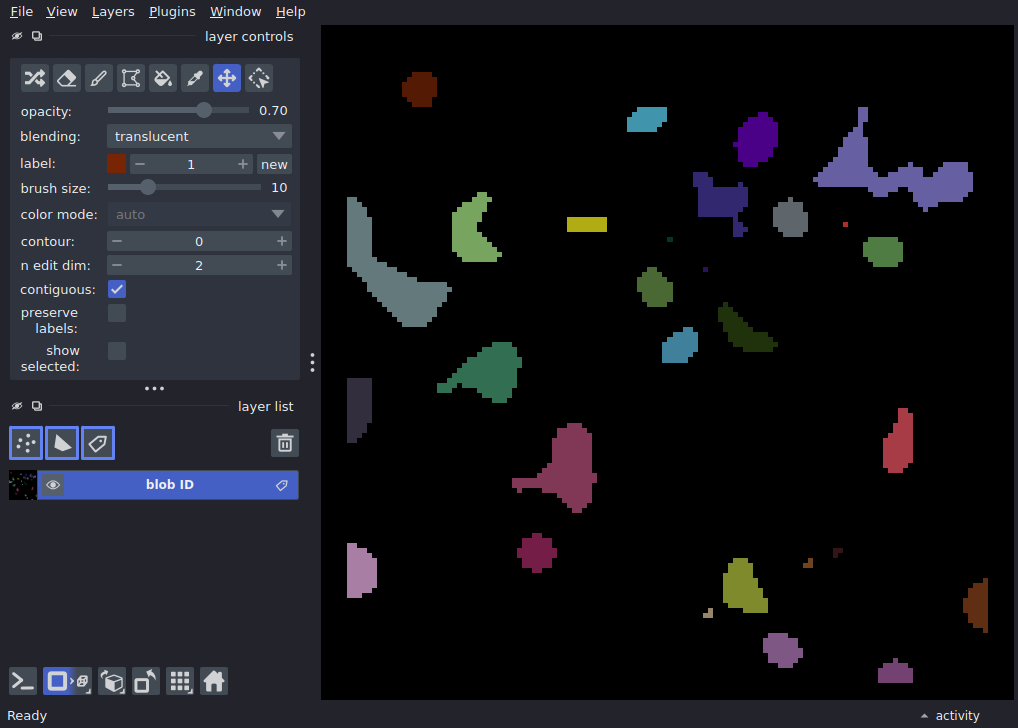 File View Layers Plugins Window Help
layer controls
opacity: 0.70
blending: translucent
label: 1 new
brush size: 10
color mode: auto
contour: 0
n edit dim: 2
contiguous:
preserve
labels:
show
selected:
layer list
blob ID
Ready
activity